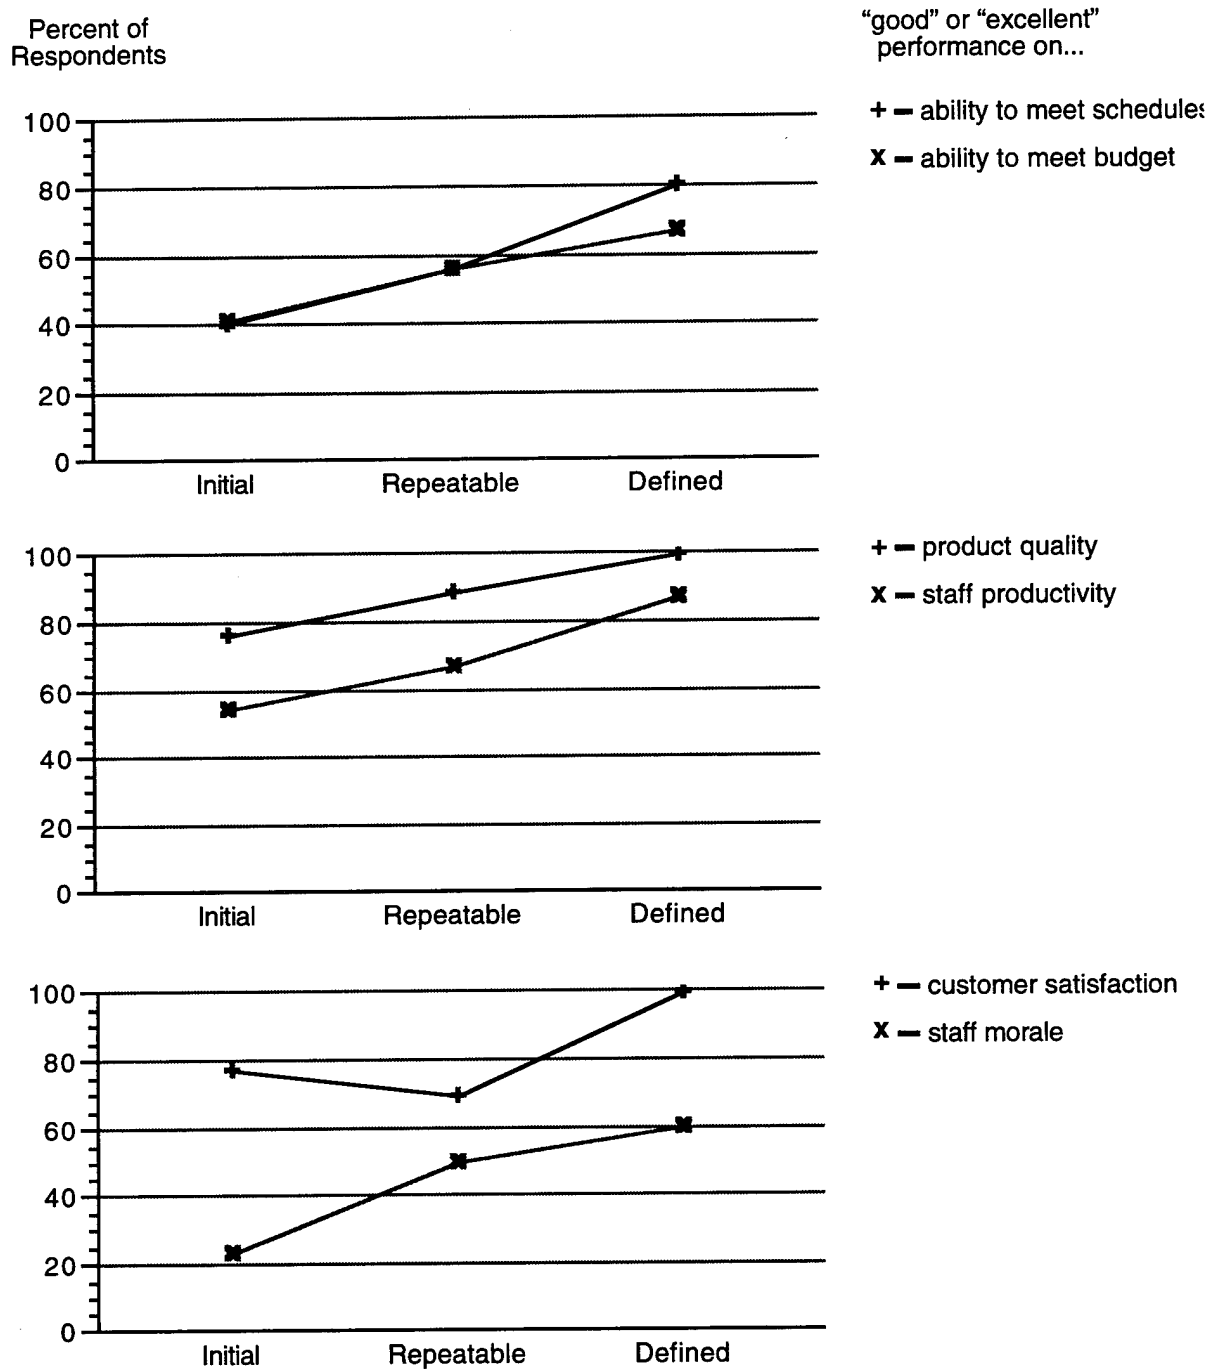 Percent of
Respondents
“good” or “excellent”
performance on...
+ – ability to meet schedules
x – ability to meet budget
100
80
60
40
20
0
Initial Repeatable Defined
+ – product quality
x – staff productivity
100
80
60
40
20
0
Initial Repeatable Defined
+ – customer satisfaction
x – staff morale
100
80
60
40
20
0
Initial Repeatable Defined